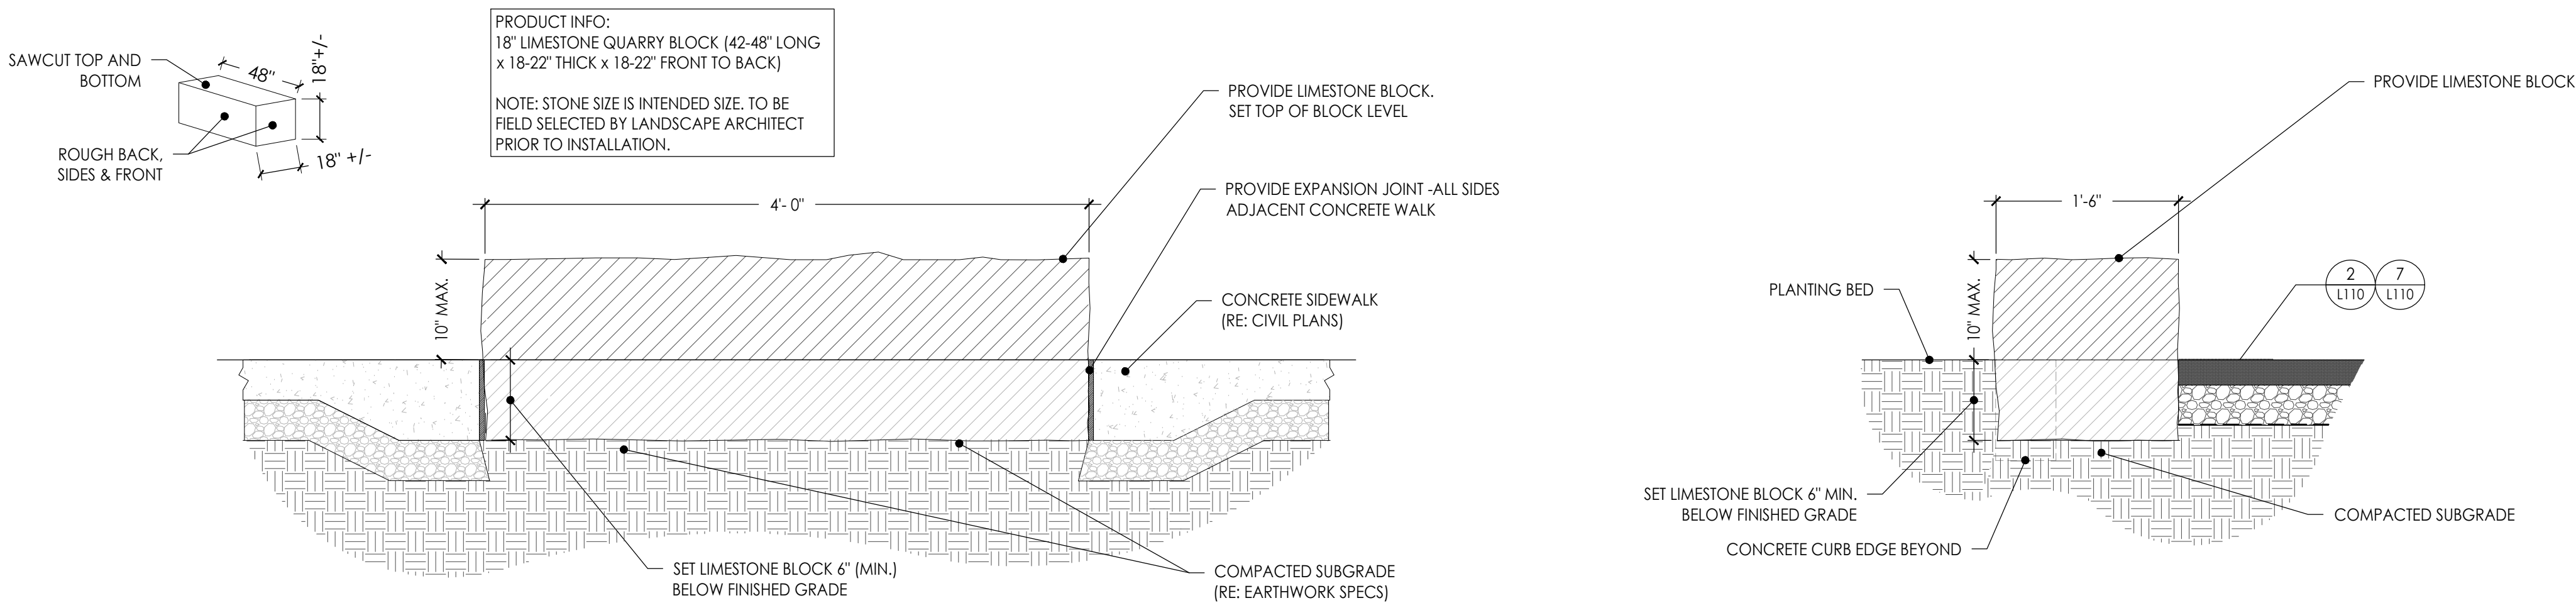 SAWCUT TOP AND
BOTTOM
48"
18"+/-
18" +/-
ROUGH BACK,
SIDES & FRONT
PRODUCT INFO:
18" LIMESTONE QUARRY BLOCK (42-48" LONG
x 18-22" THICK x 18-22" FRONT TO BACK)
NOTE: STONE SIZE IS INTENDED SIZE. TO BE
FIELD SELECTED BY LANDSCAPE ARCHITECT
PRIOR TO INSTALLATION.
PROVIDE LIMESTONE BLOCK.
SET TOP OF BLOCK LEVEL
PROVIDE EXPANSION JOINT -ALL SIDES
ADJACENT CONCRETE WALK
4'- 0"
10" MAX.
CONCRETE SIDEWALK
(RE: CIVIL PLANS)
SET LIMESTONE BLOCK 6" (MIN.)
BELOW FINISHED GRADE
COMPACTED SUBGRADE
(RE: EARTHWORK SPECS)
PROVIDE LIMESTONE BLOCK
1'-6"
10" MAX.
PLANTING BED
2
L110
7
L110
SET LIMESTONE BLOCK 6" MIN.
BELOW FINISHED GRADE
CONCRETE CURB EDGE BEYOND
COMPACTED SUBGRADE